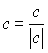 c = c / |c|